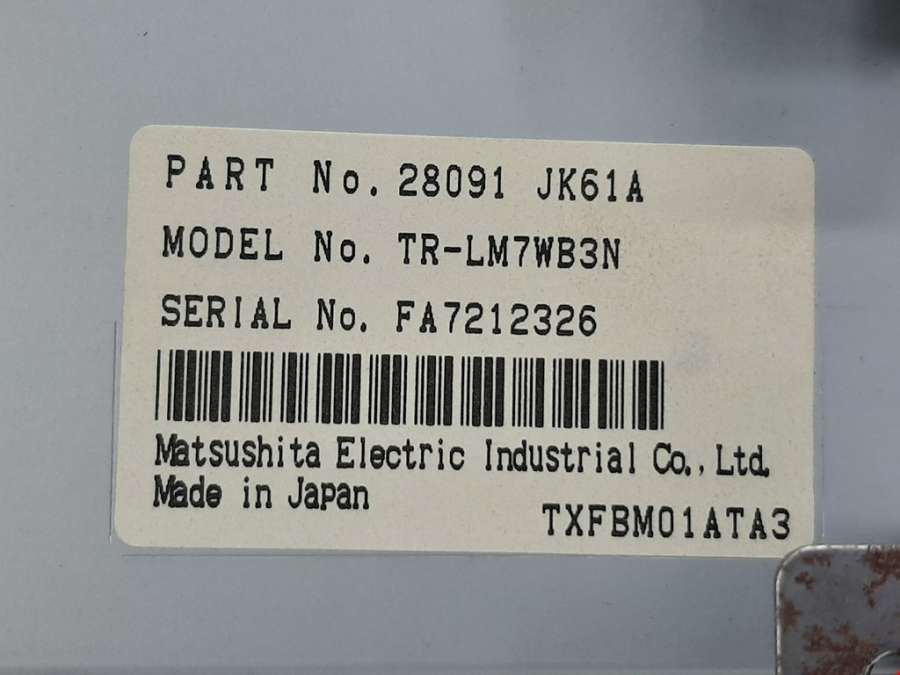 PART No. 28091 JK61A
MODEL No. TR-LM7WB3N
SERIAL No. FA7212326
Matsushita Electric Industrial Co., Ltd.
Made in Japan
TXFBM01ATA3